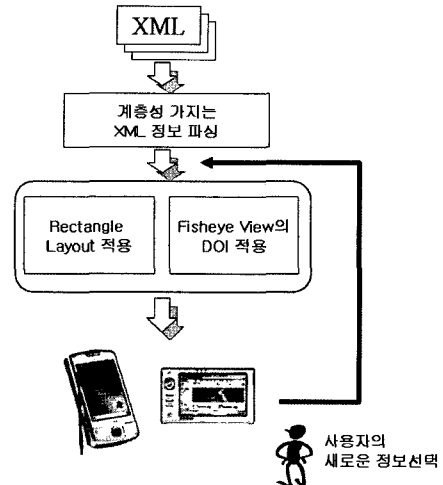 XML
계층성 가지는
XML 정보 파싱
Rectangle
Layout 적용
Fisheye View의
DOI 적용
사용자의
새로운 정보선택